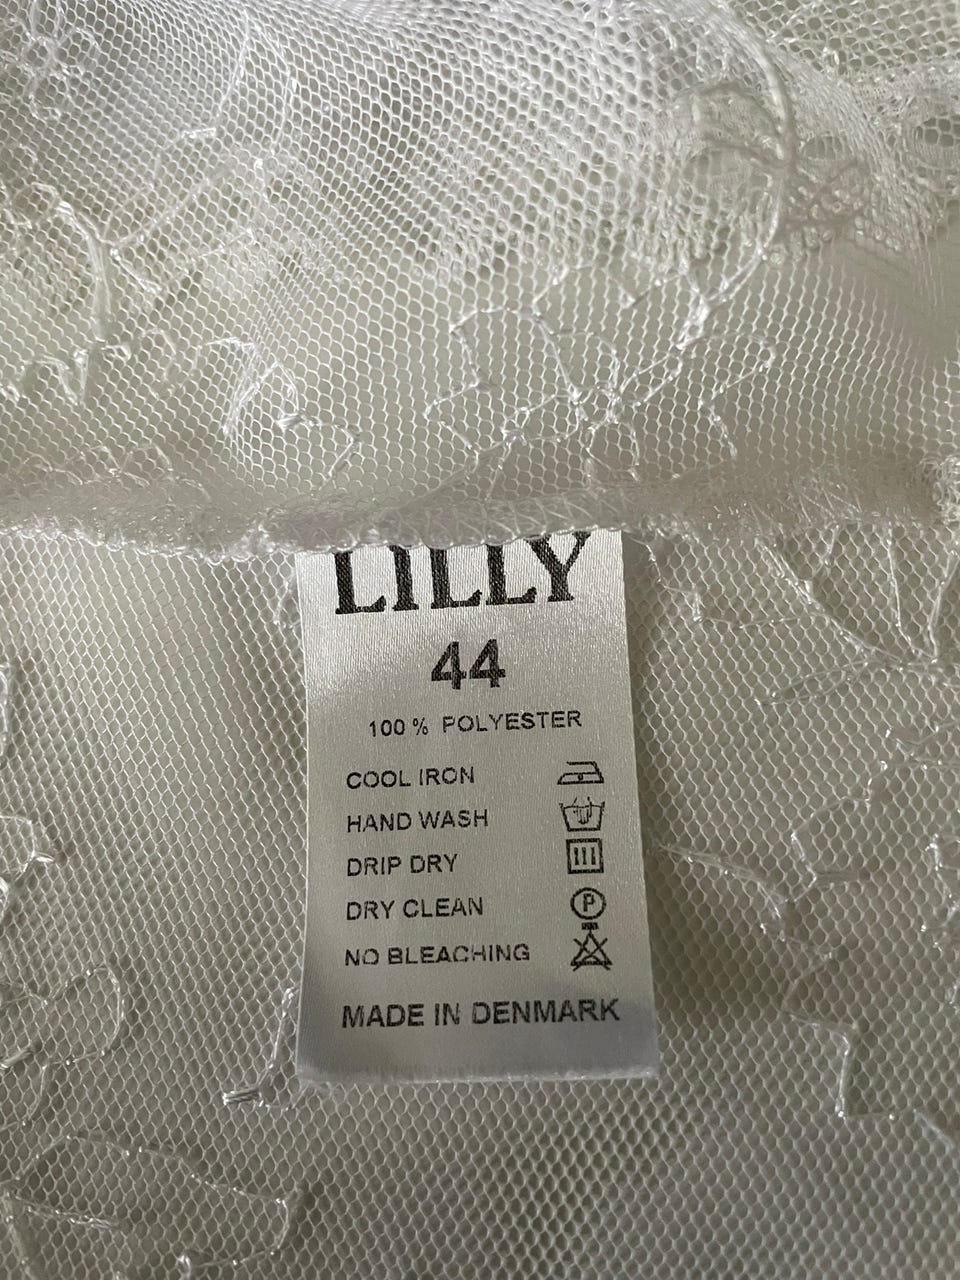 LILLY
44
100 % POLYESTER
COOL IRON
HAND WASH
DRIP DRY
DRY CLEAN P
NO BLEACHING
MADE IN DENMARK